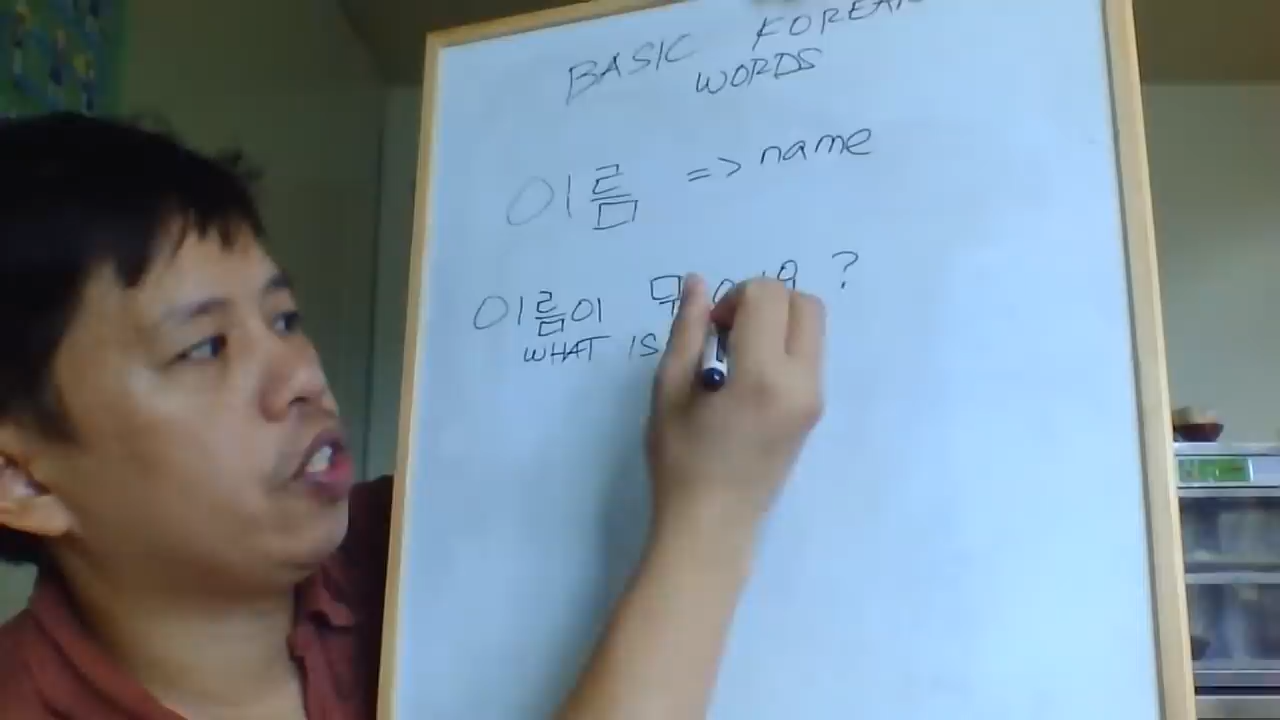 BASIC KOREAN
WORDS
이름 => name
이름이 ?
WHAT IS